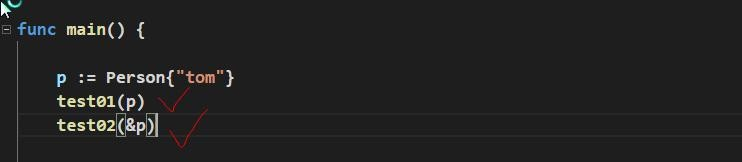 func main() {
p := Person{"tom"}
test01(p)
test02(&p)